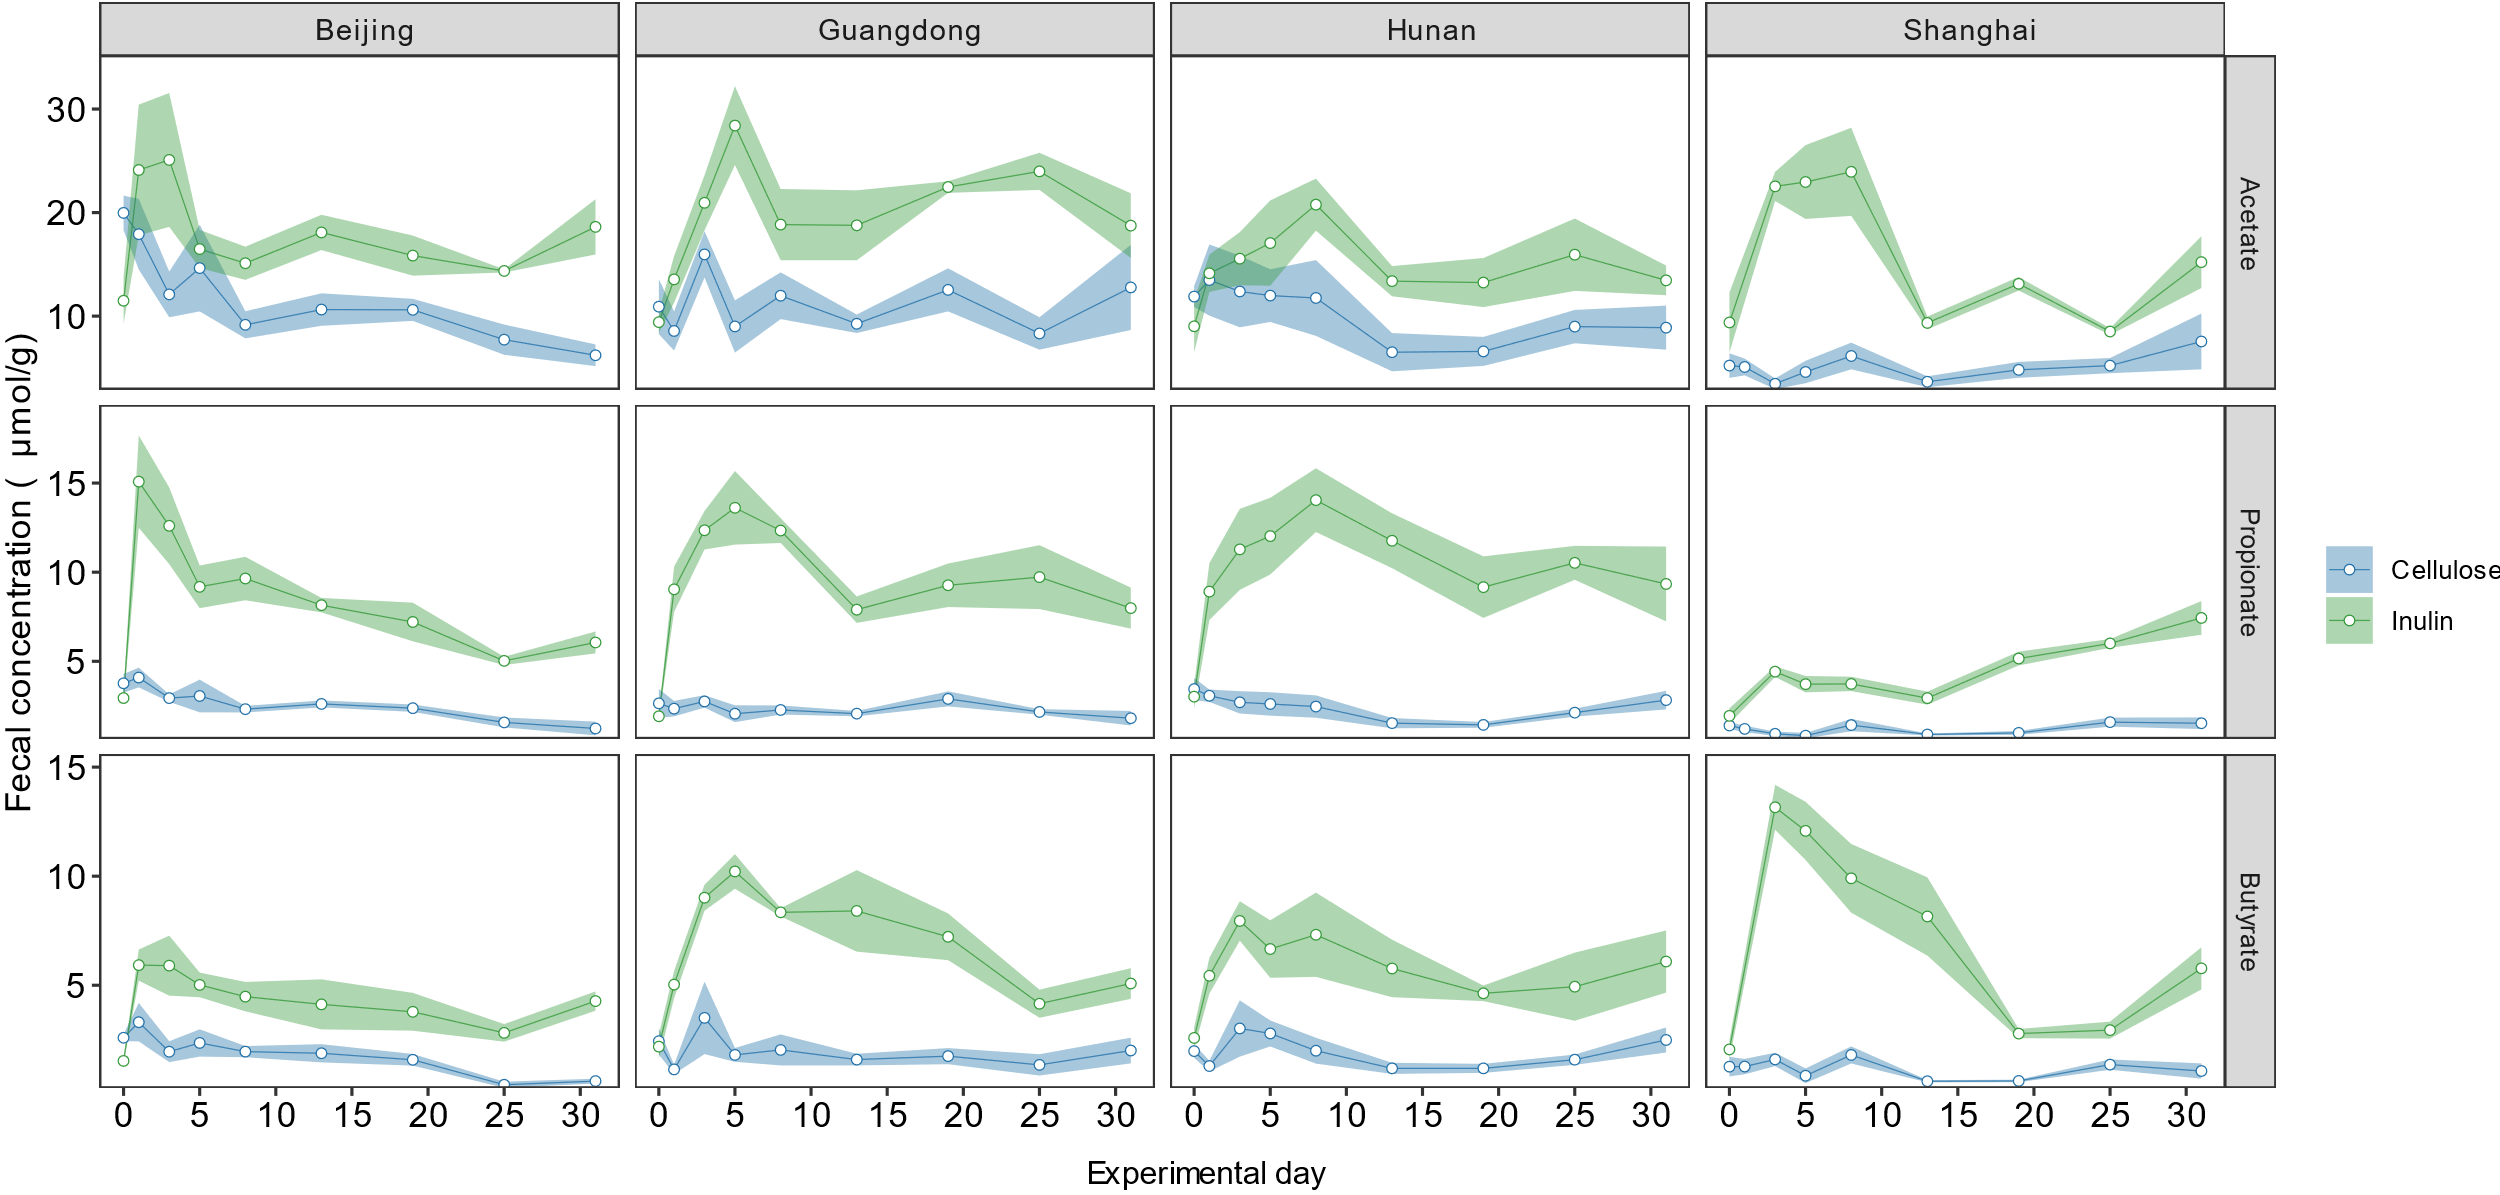 Beijing Guangdong Hunan Shanghai
30
20
10
Acetate
15
10
5
Propionate
15
10
5
Butyrate
Fecal concentration ( μmol/g)
0 5 10 15 20 25 30 0 5 10 15 20 25 30 0 5 10 15 20 25 30 0 5 10 15 20 25 30
Experimental day
Cellulose
Inulin